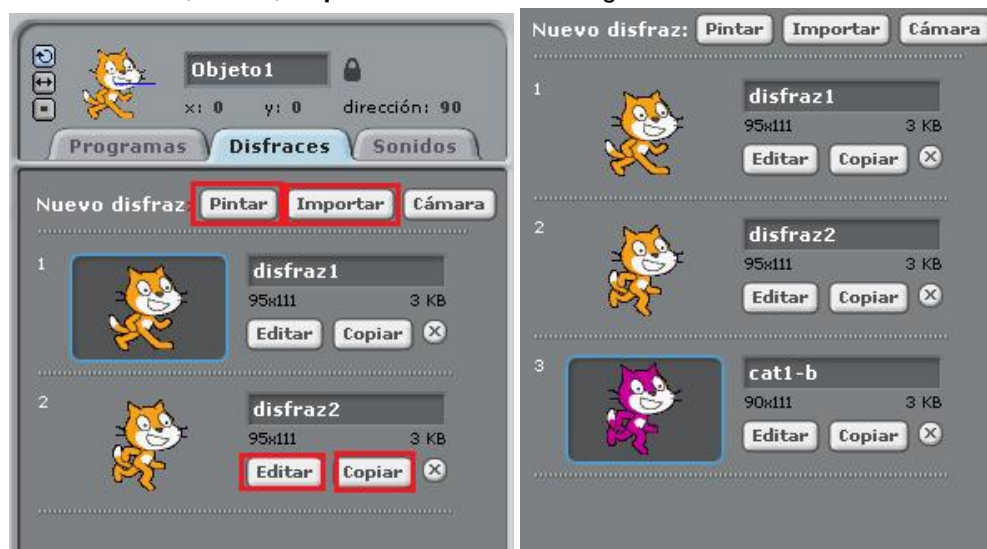 Objeto1
x: 0 y: 0 dirección: 90
Programas Disfraces Sonidos
Nuevo disfraz: Pintar Importar Cámara
1
disfraz1
95x111 3 KB
Editar Copiar
2
disfraz2
95x111 3 KB
Editar Copiar
Nuevo disfraz: Pintar Importar Cámara
1
disfraz1
95x111 3 KB
Editar Copiar
2
disfraz2
95x111 3 KB
Editar Copiar
3
cat1-b
90x111 3 KB
Editar Copiar